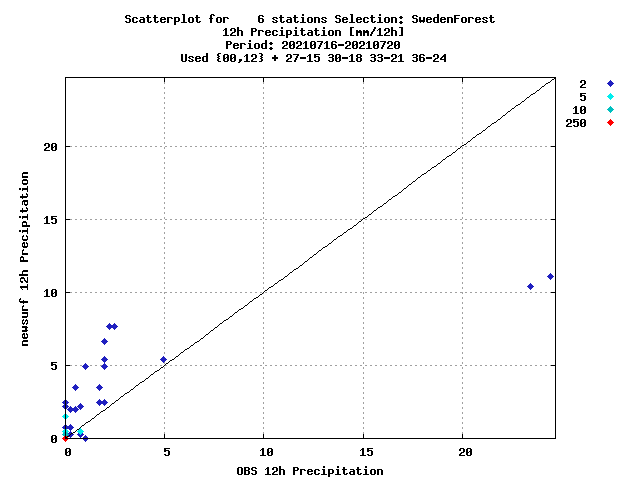 Scatterplot for    6 stations Selection: SwedenForest
12h Precipitation [mm/12h]
Period: 20210716-20210720
Used {00,12} + 27-15 30-18 33-21 36-24
2
5
10
250
20
15
10
5
0
newsurf 12h Precipitation
0 5 10 15 20
OBS 12h Precipitation